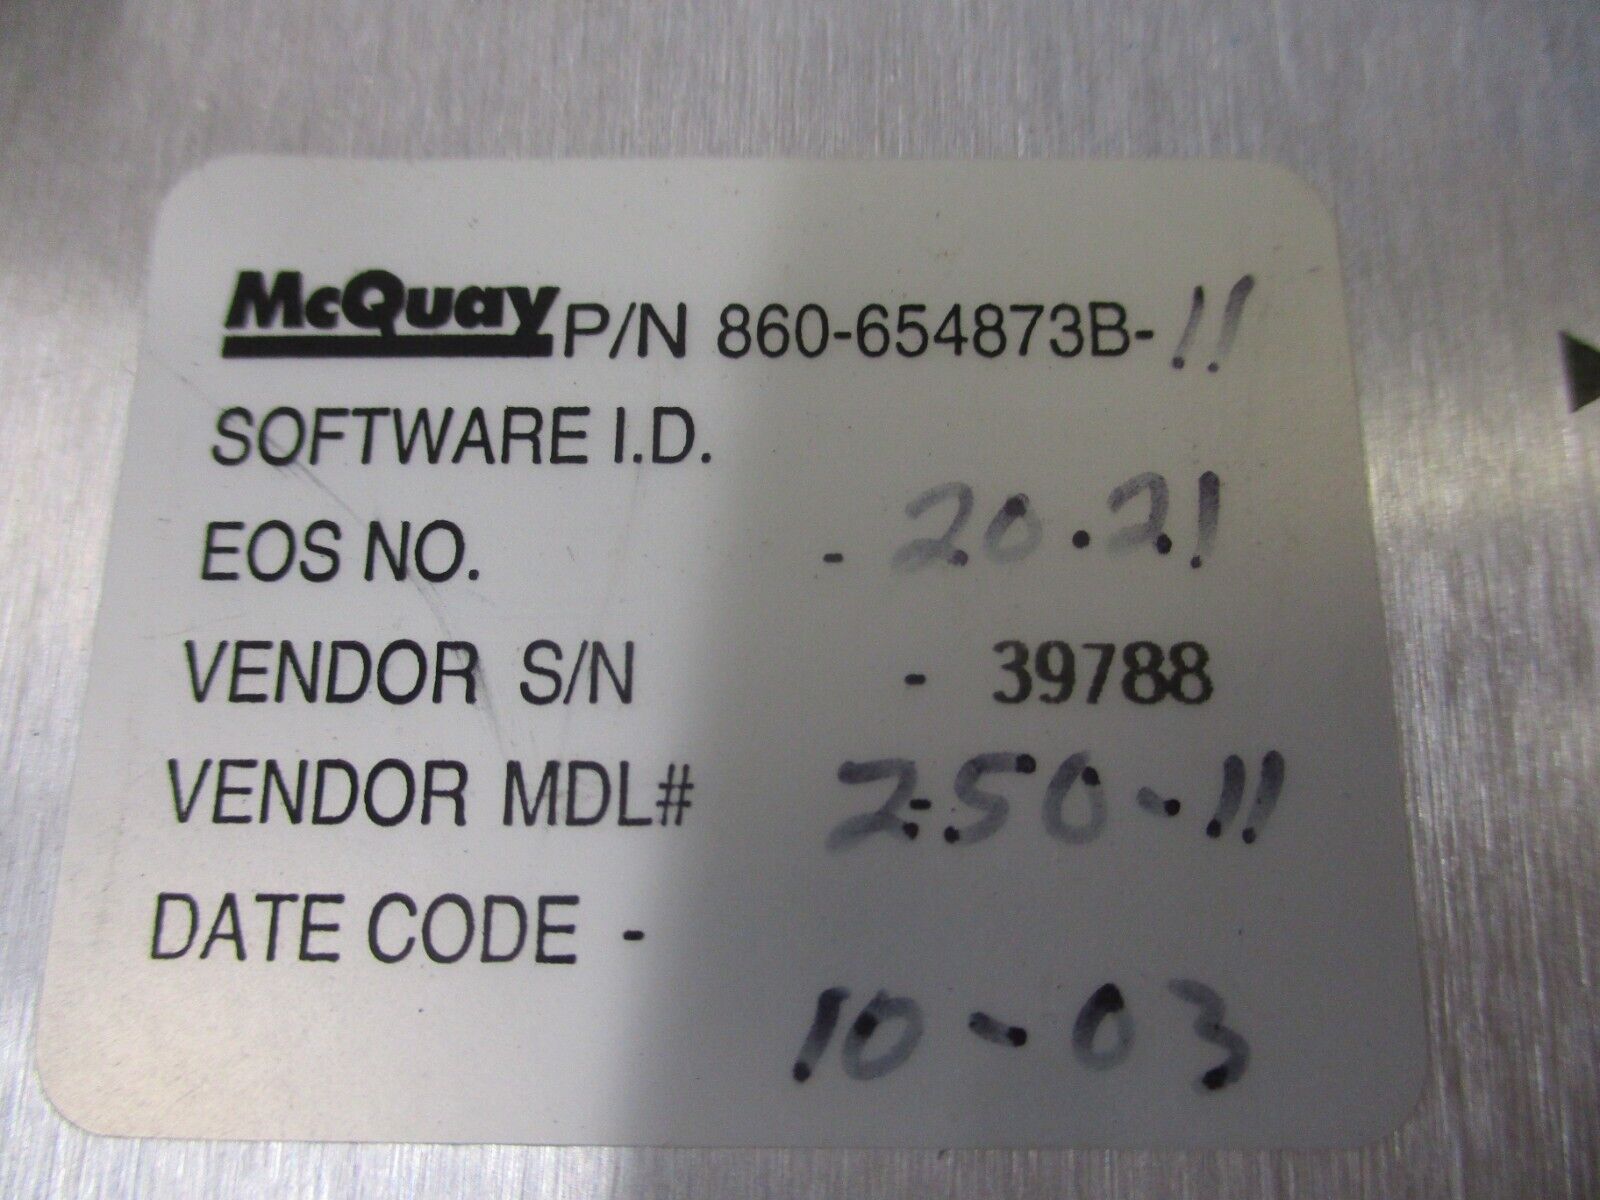 McQuay P/N 860-654873B-11
SOFTWARE I.D.
EOS NO. - 20.21
VENDOR S/N - 39788
VENDOR MDL# 250-11
DATE CODE -
10-03